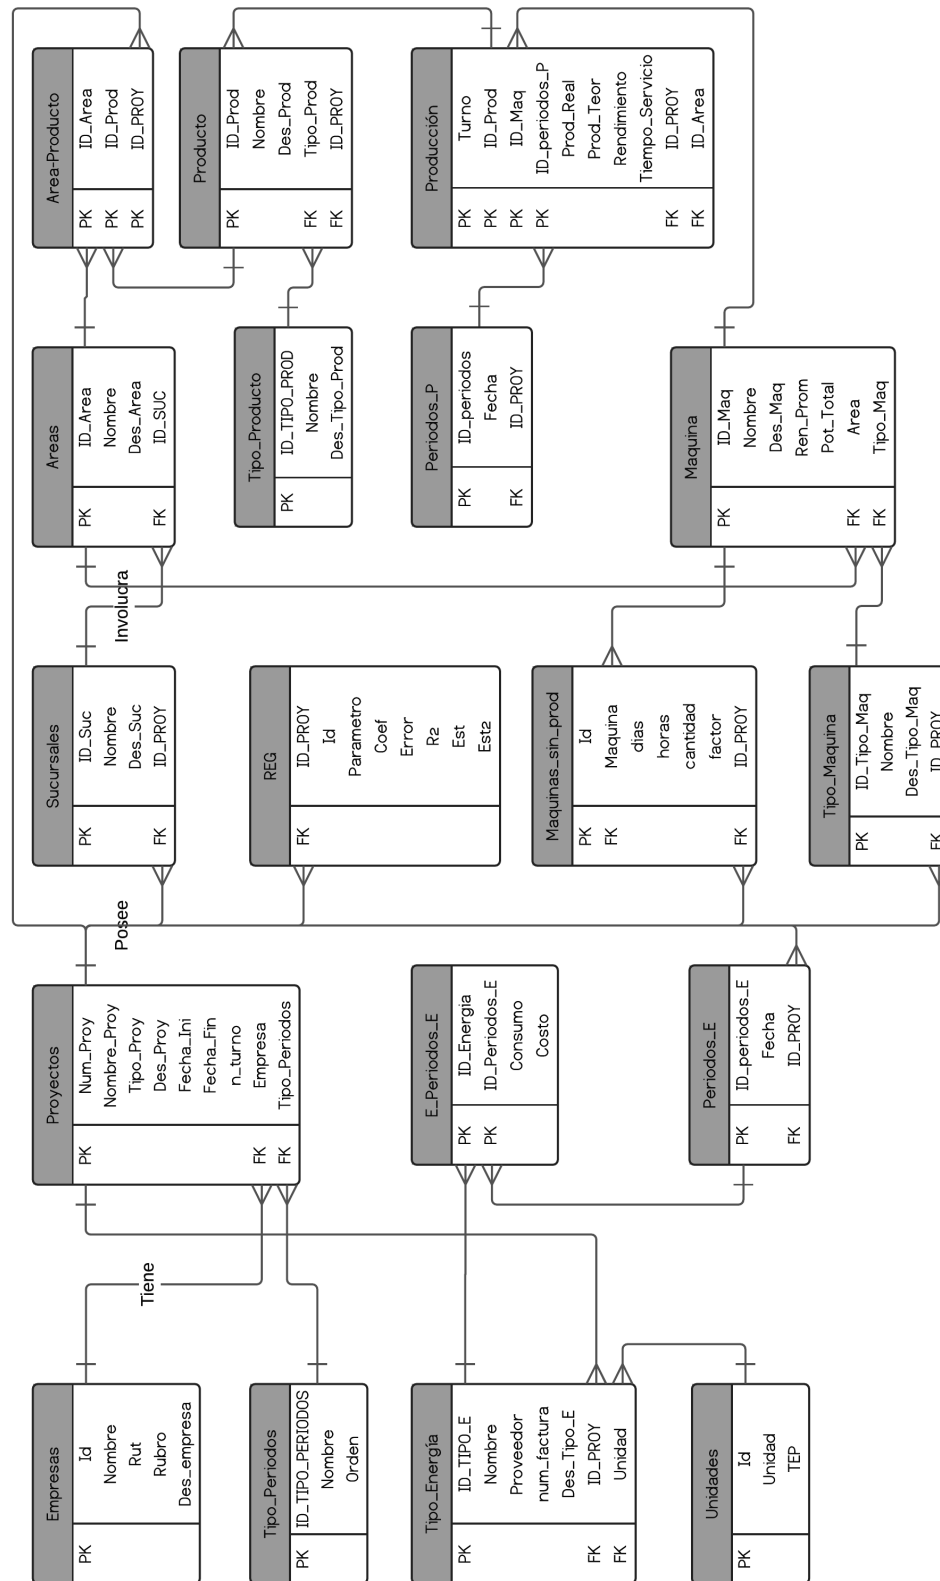 Empresas
PK Id
Nombre
Rut
Rubro
Des_empresa
Tiene
Proyectos
PK Num_Proy
Nombre_Proy
Tipo_Proy
Des_Proy
Fecha_Ini
Fecha_Fin
n_turno
FK Empresa
FK Tipo_Periodos
Posee
Sucursales
PK ID_Suc
Nombre
Des_Suc
FK ID_PROY
Involucra
Areas
PK ID_Area
Nombre
Des_Area
FK ID_SUC
Area-Producto
PK ID_Area
PK ID_Prod
PK ID_PROY
Tipo_Periodos
PK ID_TIPO_PERIODOS
Nombre
Orden
REG
FK ID_PROY
Id
Parametro
Coef
Error
R2
Est
Est2
Tipo_Producto
PK ID_TIPO_PROD
Nombre
Des_Tipo_Prod
Producto
PK ID_Prod
Nombre
Des_Prod
FK Tipo_Prod
FK ID_PROY
Tipo_Energía
PK ID_TIPO_E
Nombre
Proveedor
num_factura
Des_Tipo_E
FK ID_PROY
FK Unidad
E_Periodos_E
PK ID_Energia
PK ID_Periodos_E
Consumo
Costo
Periodos_P
PK ID_periodos
Fecha
FK ID_PROY
Producción
PK Turno
PK ID_Prod
PK ID_Maq
PK ID_periodos_P
Prod_Real
Prod_Teor
Rendimiento
Tiempo_Servicio
FK ID_PROY
FK ID_Area
Unidades
PK Id
Unidad
TEP
Periodos_E
PK ID_periodos_E
Fecha
FK ID_PROY
Maquinas_sin_prod
PK Id
FK Maquina
dias
horas
cantidad
factor
FK ID_PROY
Maquina
PK ID_Maq
Nombre
Des_Maq
Ren_Prom
Pot_Total
FK Area
FK Tipo_Maq
Tipo_Maquina
PK ID_Tipo_Maq
Nombre
Des_Tipo_Maq
FK ID_PROY